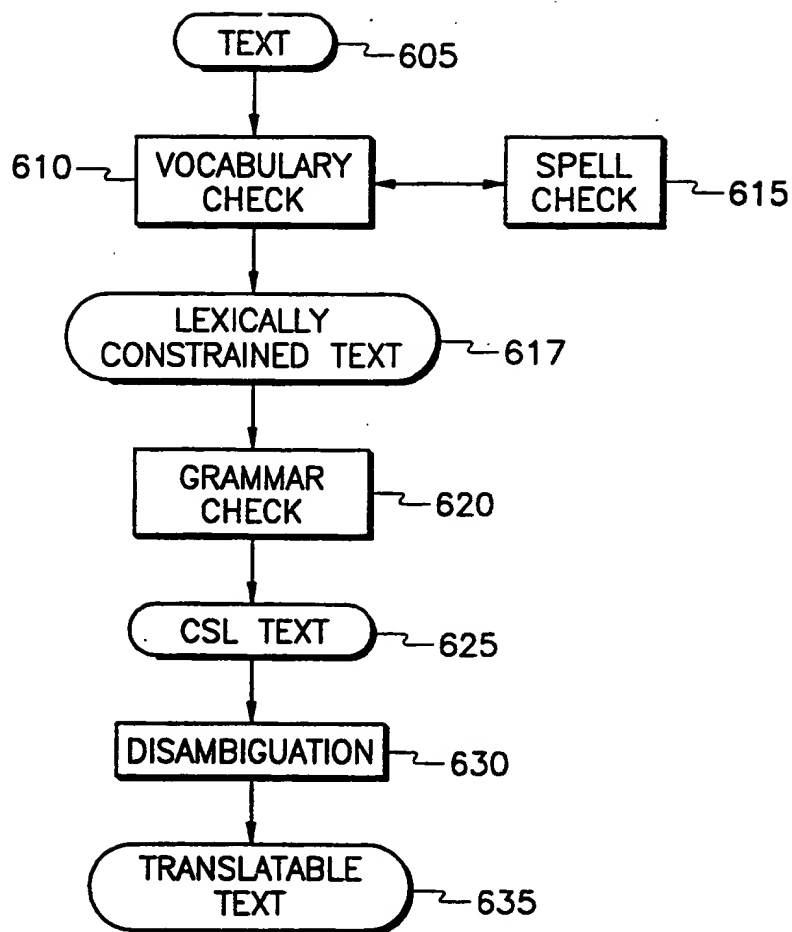 TEXT
605
610
VOCABULARY
CHECK
SPELL
CHECK
615
LEXICALLY
CONSTRAINED TEXT
617
GRAMMAR
CHECK
620
CSL TEXT
625
DISAMBIGUATION
630
TRANSLATABLE
TEXT
635